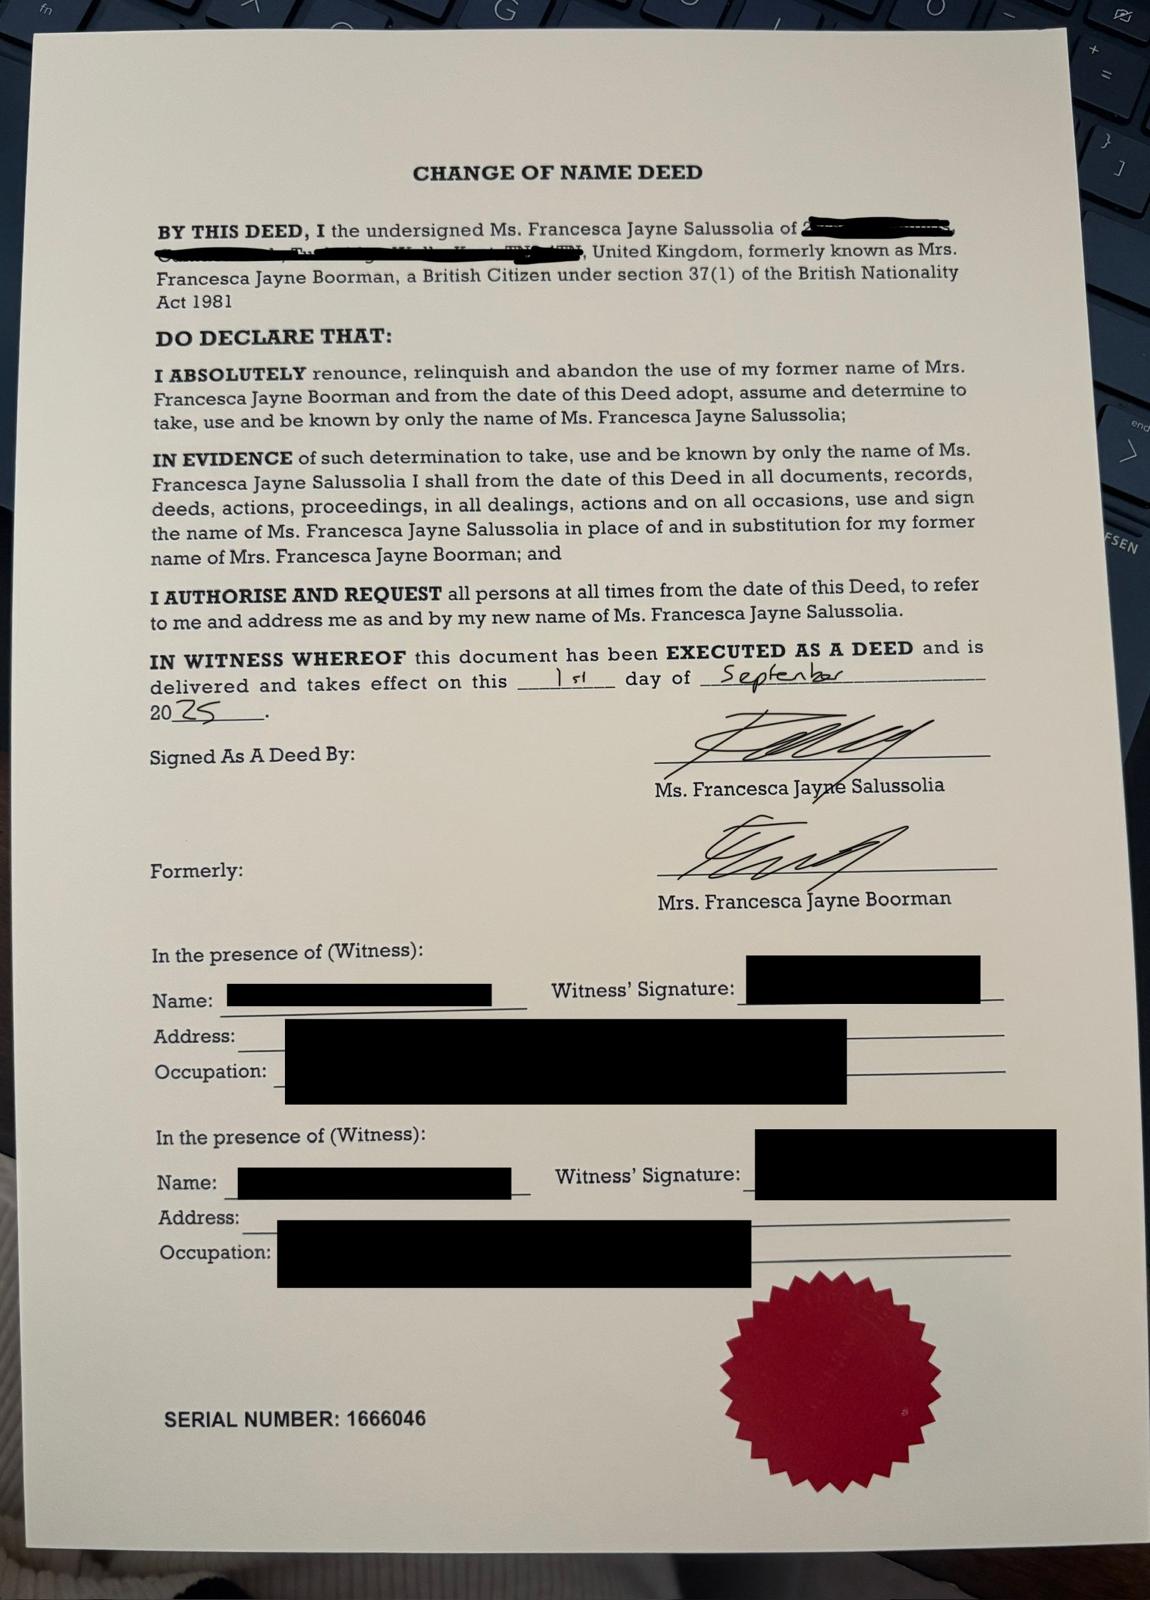 fn
G
O
–
+
=
}
]
end
FSEN
CHANGE OF NAME DEED
BY THIS DEED, I the undersigned Ms. Francesca Jayne Salussolia of
, United Kingdom, formerly known as Mrs.
Francesca Jayne Boorman, a British Citizen under section 37(1) of the British Nationality
Act 1981
DO DECLARE THAT:
I ABSOLUTELY renounce, relinquish and abandon the use of my former name of Mrs.
Francesca Jayne Boorman and from the date of this Deed adopt, assume and determine to
take, use and be known by only the name of Ms. Francesca Jayne Salussolia;
IN EVIDENCE of such determination to take, use and be known by only the name of Ms.
Francesca Jayne Salussolia I shall from the date of this Deed in all documents, records,
deeds, actions, proceedings, in all dealings, actions and on all occasions, use and sign
the name of Ms. Francesca Jayne Salussolia in place of and in substitution for my former
name of Mrs. Francesca Jayne Boorman; and
I AUTHORISE AND REQUEST all persons at all times from the date of this Deed, to refer
to me and address me as and by my new name of Ms. Francesca Jayne Salussolia.
IN WITNESS WHEREOF this document has been EXECUTED AS A DEED and is
delivered and takes effect on this 1st day of September
2025.
Signed As A Deed By:
Ms. Francesca Jayne Salussolia
Formerly:
Mrs. Francesca Jayne Boorman
In the presence of (Witness):
Name: Witness' Signature:
Address:
Occupation:
In the presence of (Witness):
Name: Witness' Signature:
Address:
Occupation:
SERIAL NUMBER: 1666046